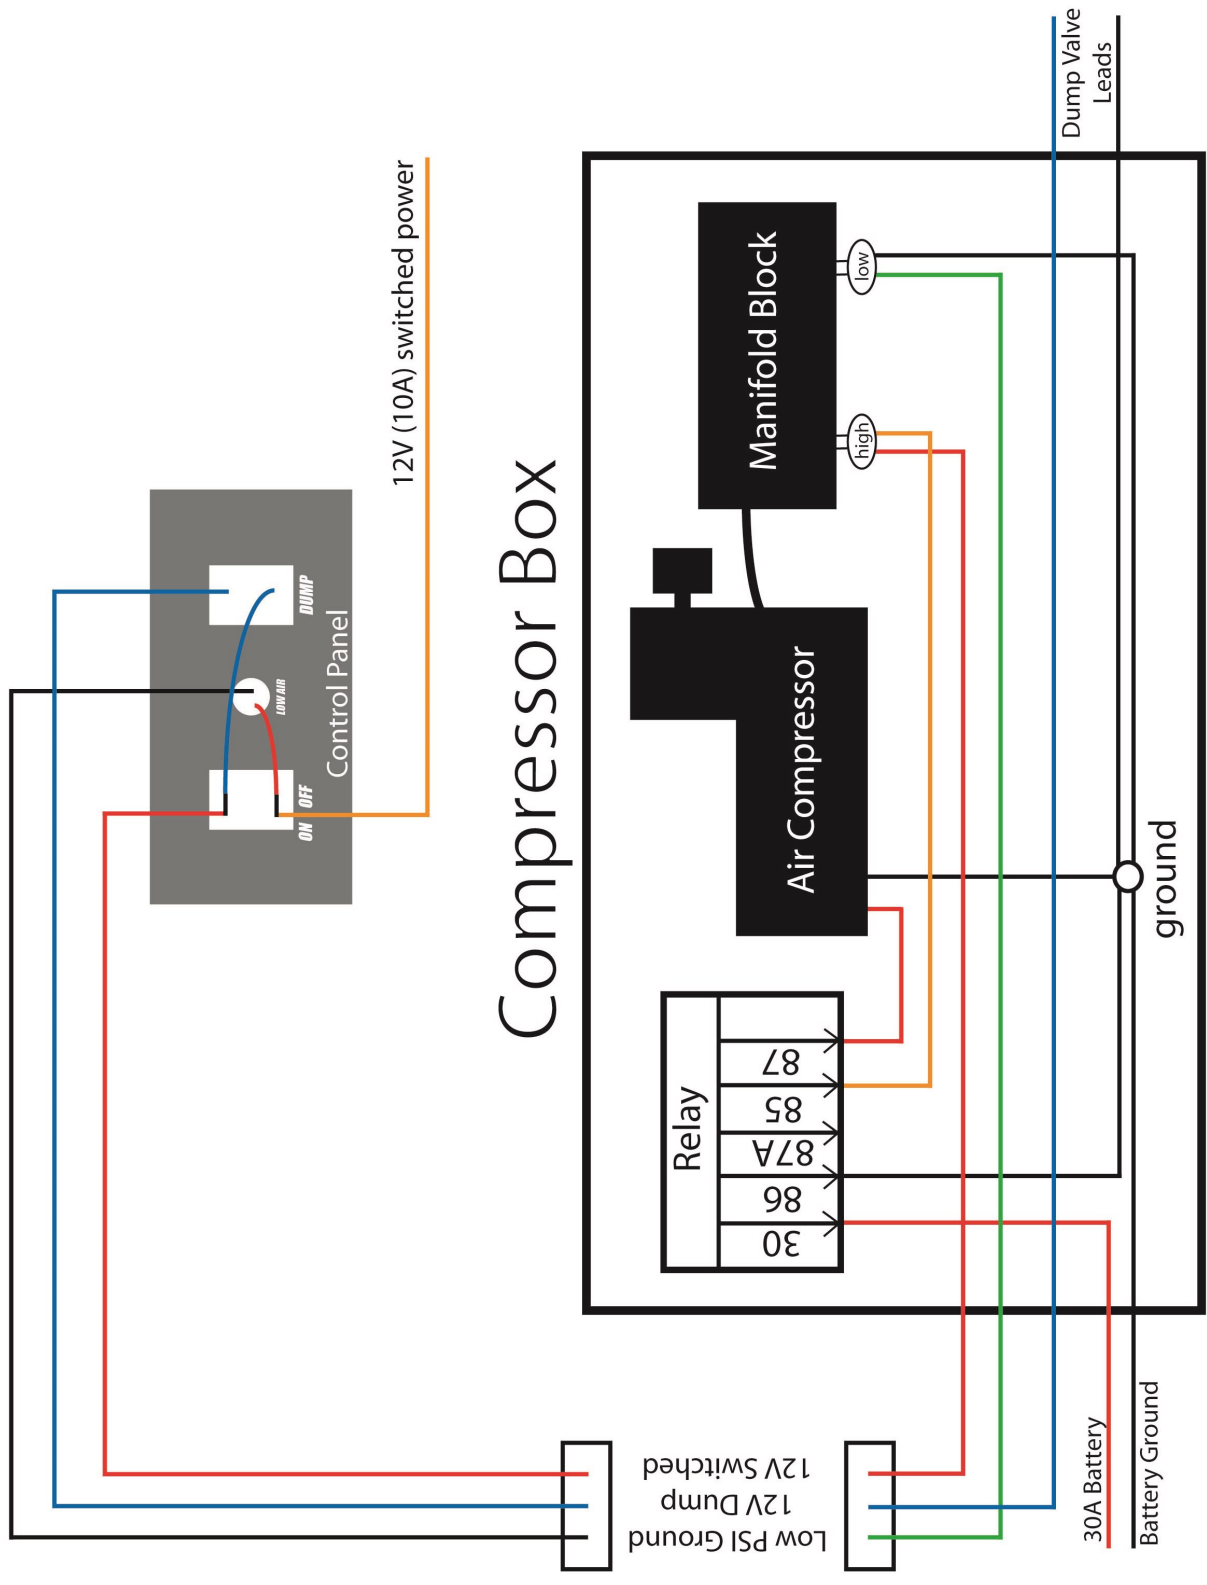 Dump Valve
Leads
12V (10A) switched power
Compressor Box
Manifold Block
low
high
DUMP
LOW AIR
ON OFF
Control Panel
Air Compressor
ground
Relay
87
85
87A
86
30
12V Switched
12V Dump
Low PSI Ground
30A Battery
Battery Ground